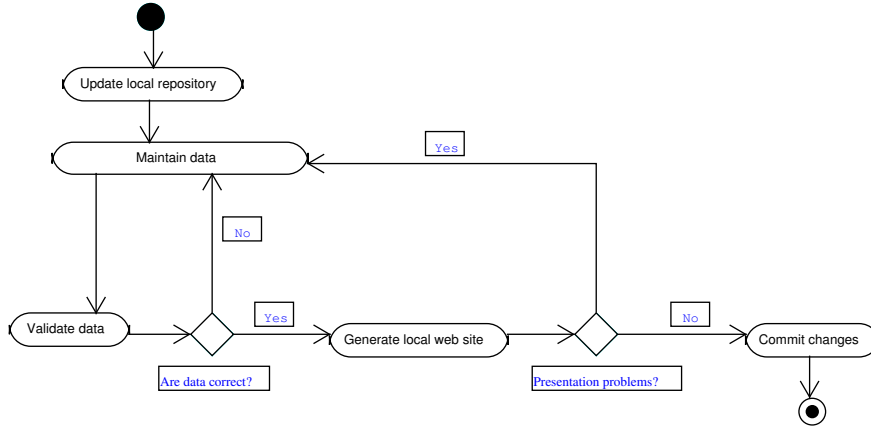 Update local repository
Maintain data
Yes
No
Validate data
Yes
Generate local web site
No
Commit changes
Are data correct?
Presentation problems?